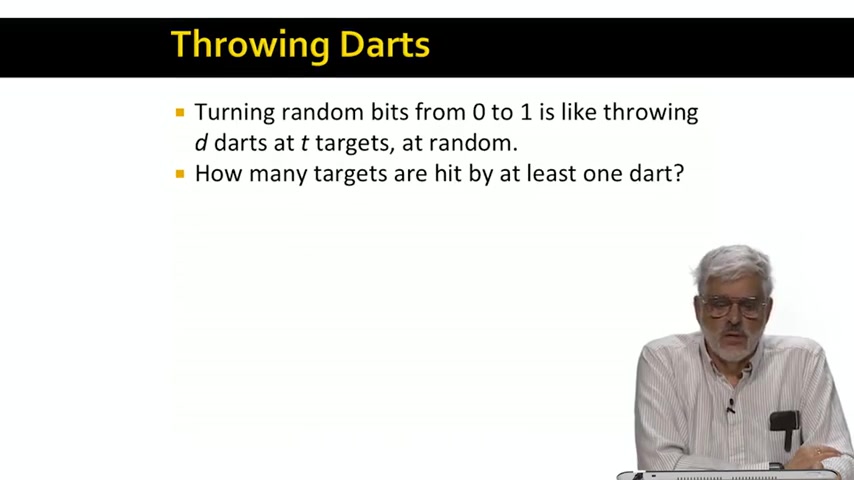 Throwing Darts
Turning random bits from 0 to 1 is like throwing
d darts at t targets, at random.
How many targets are hit by at least one dart?